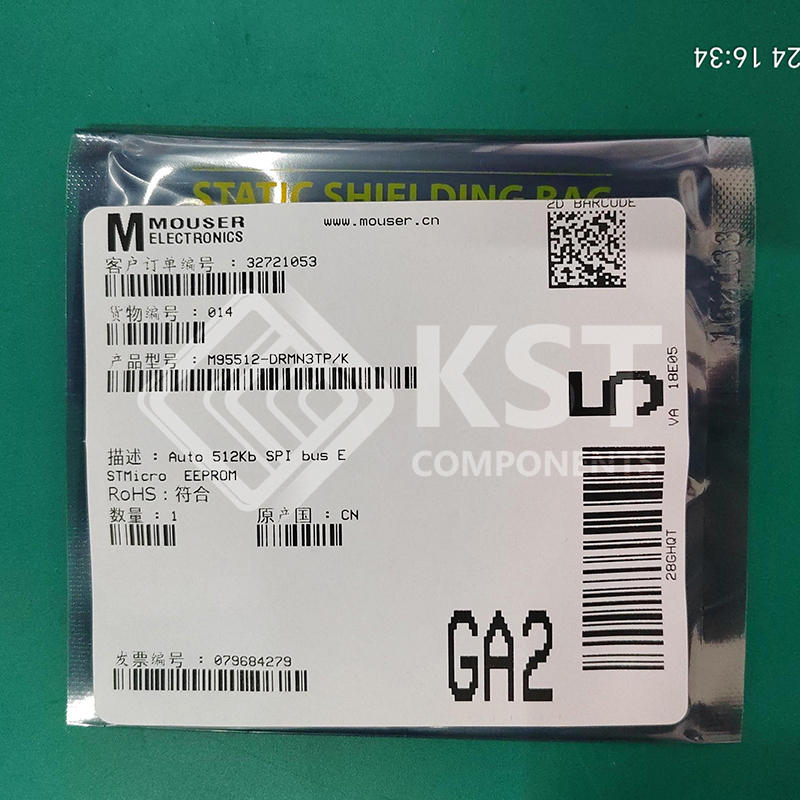 24 16:34
STATIC SHIELDING BAG
M MOUSER
ELECTRONICS
www.mouser.cn
2D BARCODE
客户订单编号 : 32721053
货物编号 : 014
产品型号 : M95512-DRMN3TP/K
KST
COMPONENTS
5
VA 18E05
描述 : Auto 512Kb SPI bus E
STMicro EEPROM
RoHS : 符合
数量 : 1
原产国 : CN
28GHQT
GA2
发票编号 : 079684279